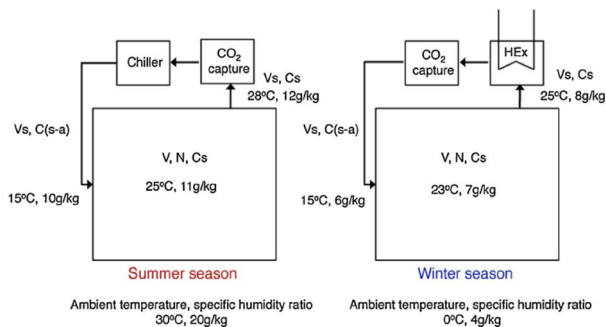 Chiller
CO₂
capture
Vs, Cs
28ºC, 12g/kg
Vs, C(s-a)
V, N, Cs
25ºC, 11g/kg
15ºC, 10g/kg
Summer season
Ambient temperature, specific humidity ratio
30ºC, 20g/kg
CO₂
capture
HEx
Vs, Cs
25ºC, 8g/kg
Vs, C(s-a)
V, N, Cs
23ºC, 7g/kg
15ºC, 6g/kg
Winter season
Ambient temperature, specific humidity ratio
0ºC, 4g/kg